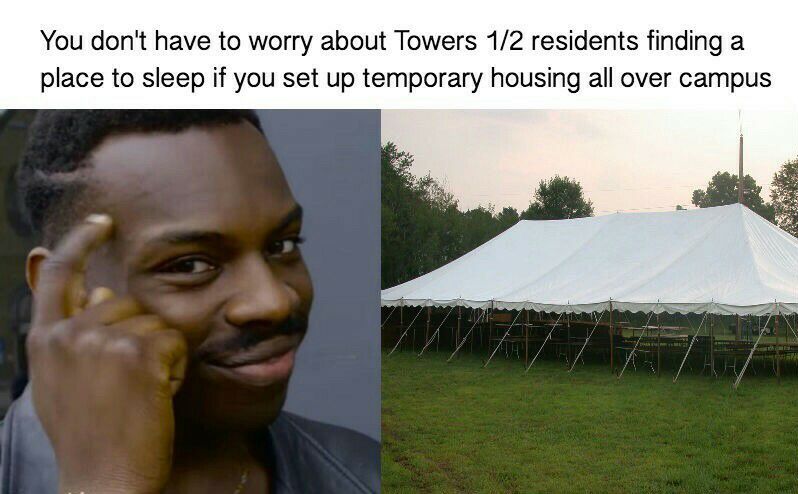 You don't have to worry about Towers 1/2 residents finding a
place to sleep if you set up temporary housing all over campus